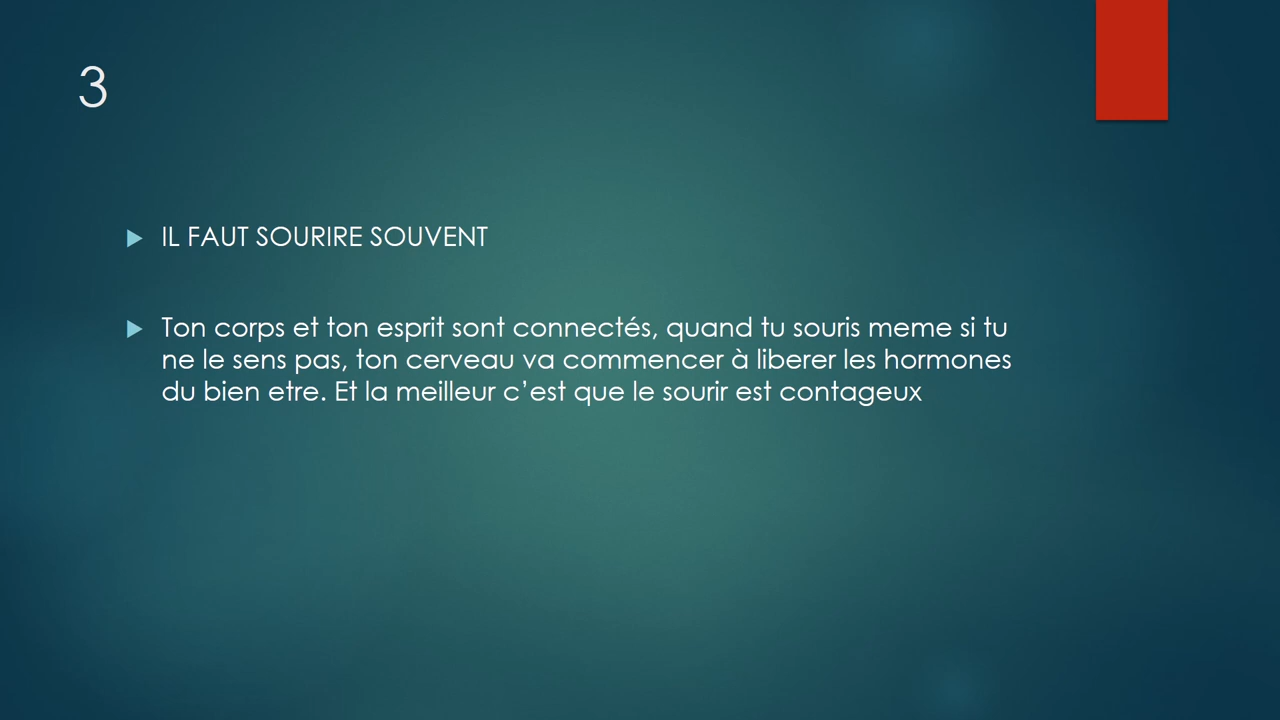 3
IL FAUT SOURIRE SOUVENT
Ton corps et ton esprit sont connectés, quand tu souris meme si tu
ne le sens pas, ton cerveau va commencer à liberer les hormones
du bien etre. Et la meilleur c’est que le sourir est contageux